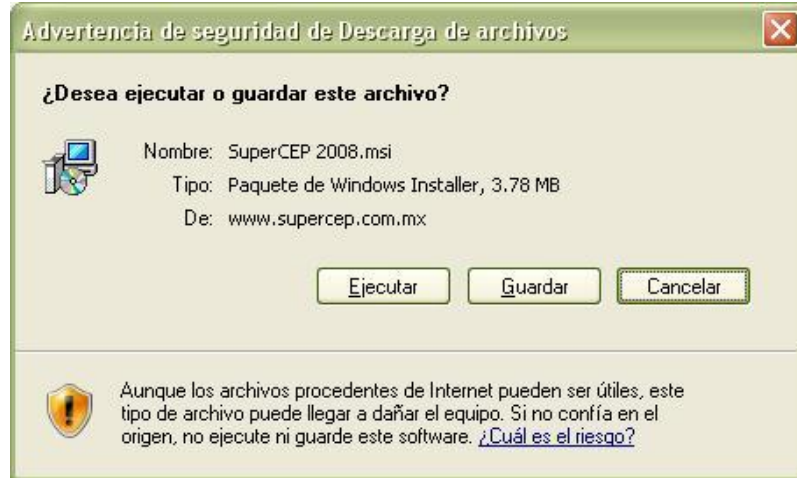 Advertencia de seguridad de Descarga de archivos
¿Desea ejecutar o guardar este archivo?
Nombre: SuperCEP 2008.msi
Tipo: Paquete de Windows Installer, 3.78 MB
De: www.supercep.com.mx
Ejecutar Guardar Cancelar
Aunque los archivos procedentes de Internet pueden ser útiles, este
tipo de archivo puede llegar a dañar el equipo. Si no confía en el
origen, no ejecute ni guarde este software. ¿Cuál es el riesgo?